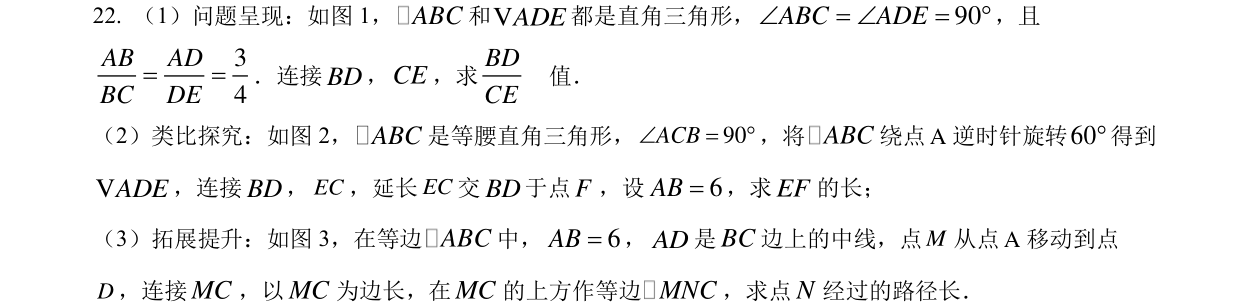 22. （1）问题呈现：如图 1，□ABC 和 VADE 都是直角三角形，∠ABC = ∠ADE = 90°，且
AB/BC = AD/DE = 3/4．连接 BD，CE，求 BD/CE 值．
（2）类比探究：如图 2，□ABC 是等腰直角三角形，∠ACB = 90°，将□ABC 绕点 A 逆时针旋转 60° 得到
VADE，连接 BD，EC，延长 EC 交 BD 于点 F，设 AB = 6，求 EF 的长；
（3）拓展提升：如图 3，在等边□ABC 中，AB = 6，AD 是 BC 边上的中线，点 M 从点 A 移动到点
D，连接 MC，以 MC 为边长，在 MC 的上方作等边□MNC，求点 N 经过的路径长．